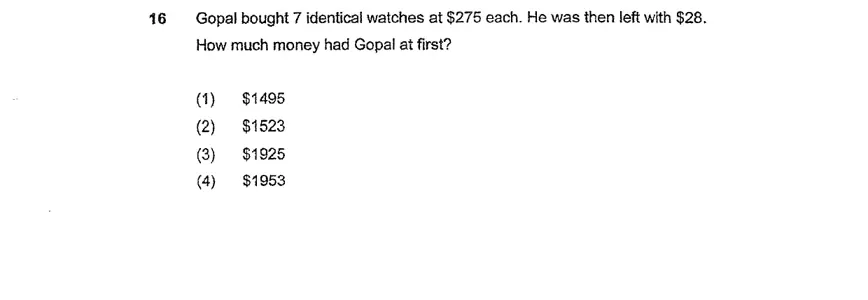 16 Gopal bought 7 identical watches at $275 each. He was then left with $28.
How much money had Gopal at first?
(1) $1495
(2) $1523
(3) $1925
(4) $1953